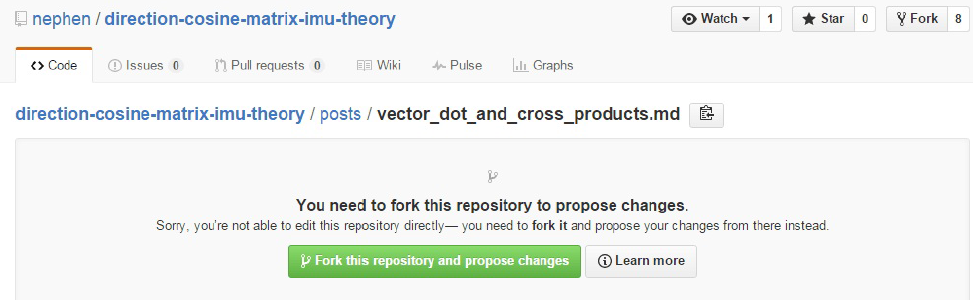 nephen / direction-cosine-matrix-imu-theory Watch 1 Star 0 Fork 8
Code Issues 0 Pull requests 0 Wiki Pulse Graphs
direction-cosine-matrix-imu-theory / posts / vector_dot_and_cross_products.md
You need to fork this repository to propose changes.
Sorry, you're not able to edit this repository directly— you need to fork it and propose your changes from there instead.
Fork this repository and propose changes Learn more